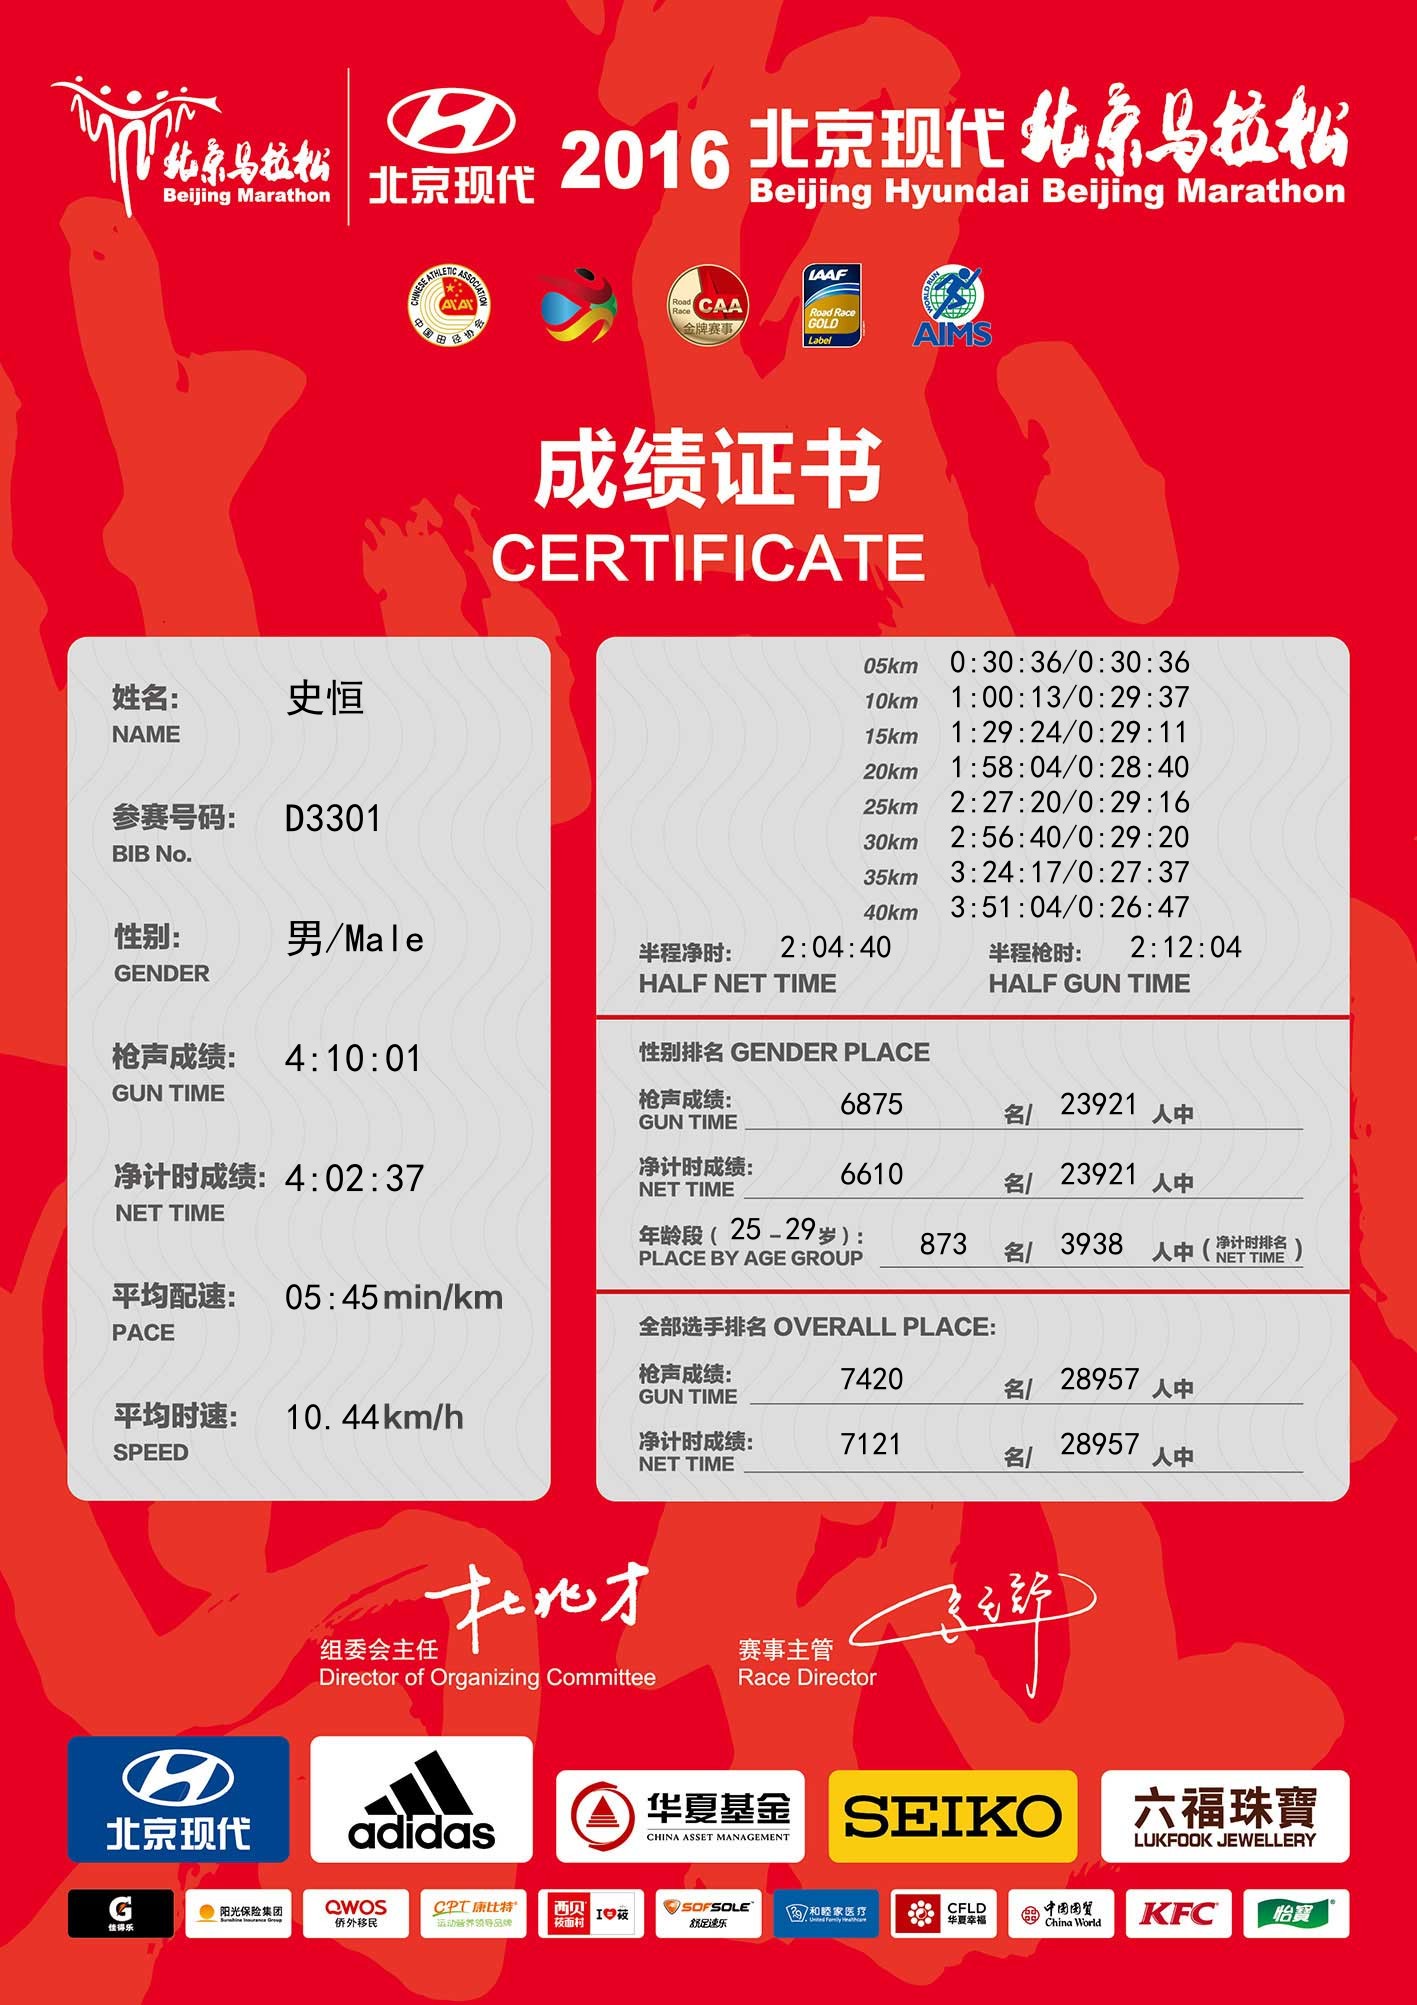 北京马拉松
Beijing Marathon
北京现代
2016 北京现代 北京马拉松
Beijing Hyundai Beijing Marathon
CHINESE ATHLETIC ASSOCIATION
中国田径协会
Road Race CAA
金牌赛事
IAAF
Road Race
GOLD
Label
WORLD RUN
AIMS
成绩证书
CERTIFICATE
姓名: 史恒
NAME
参赛号码: D3301
BIB No.
性别: 男/Male
GENDER
枪声成绩: 4:10:01
GUN TIME
净计时成绩: 4:02:37
NET TIME
平均配速: 05:45min/km
PACE
平均时速: 10.44km/h
SPEED
05km 0:30:36/0:30:36
10km 1:00:13/0:29:37
15km 1:29:24/0:29:11
20km 1:58:04/0:28:40
25km 2:27:20/0:29:16
30km 2:56:40/0:29:20
35km 3:24:17/0:27:37
40km 3:51:04/0:26:47
半程净时: 2:04:40 半程枪时: 2:12:04
HALF NET TIME HALF GUN TIME
性别排名 GENDER PLACE
枪声成绩: 6875 名/ 23921 人中
GUN TIME
净计时成绩: 6610 名/ 23921 人中
NET TIME
年龄段 ( 25 - 29岁 ) : 873 名/ 3938 人中 ( 净计时排名 NET TIME )
PLACE BY AGE GROUP
全部选手排名 OVERALL PLACE:
枪声成绩: 7420 名/ 28957 人中
GUN TIME
净计时成绩: 7121 名/ 28957 人中
NET TIME
杜兆才
组委会主任
Director of Organizing Committee
赛事主管
Race Director
北京现代
adidas
华夏基金
CHINA ASSET MANAGEMENT
SEIKO
六福珠寶
LUKFOOK JEWELLERY
G
佳得乐
阳光保险集团
Sunshine Insurance Group
QWOS
侨外移民
CPT 康比特
运动营养领导品牌
西贝
莜面村
I 莜
SOFSOLE
舒足速乐
和睦家医疗
United Family Healthcare
CFLD
华夏幸福
中国国贸
China World
KFC
怡寶